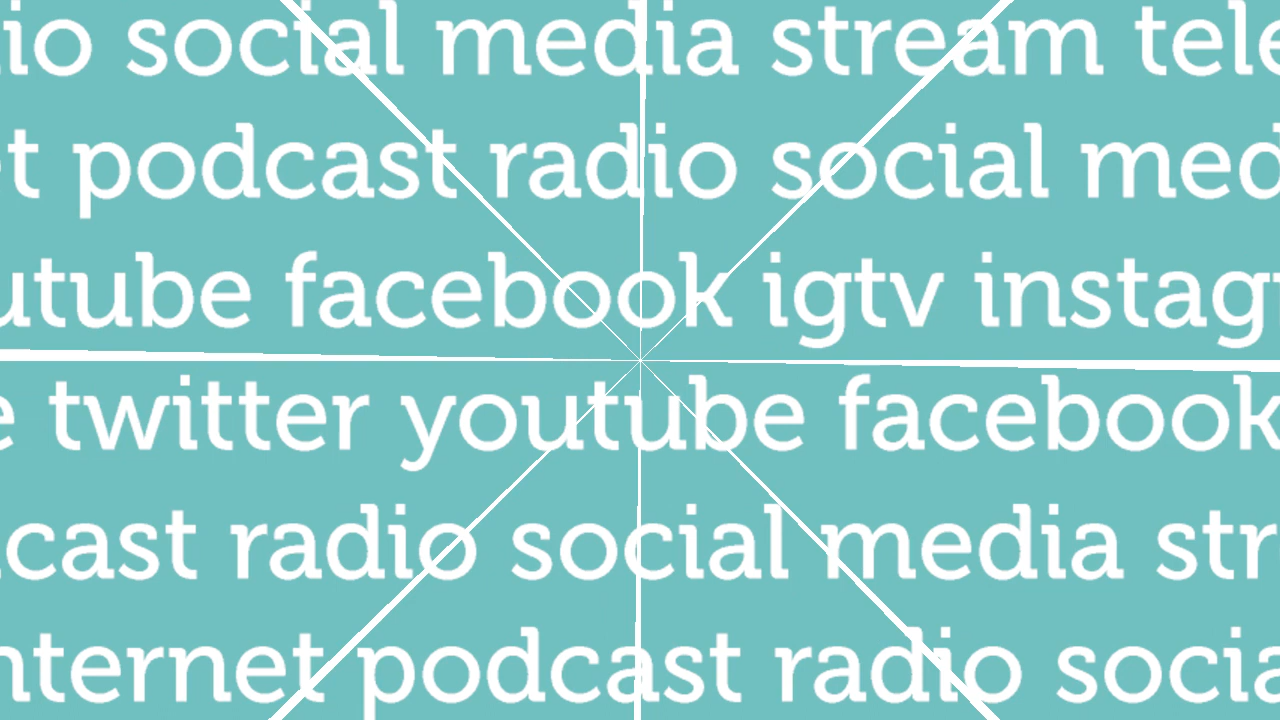 io social media stream tele
et podcast radio social med
utube facebook igtv instagr
e twitter youtube facebook
cast radio social media str
nternet podcast radio socia